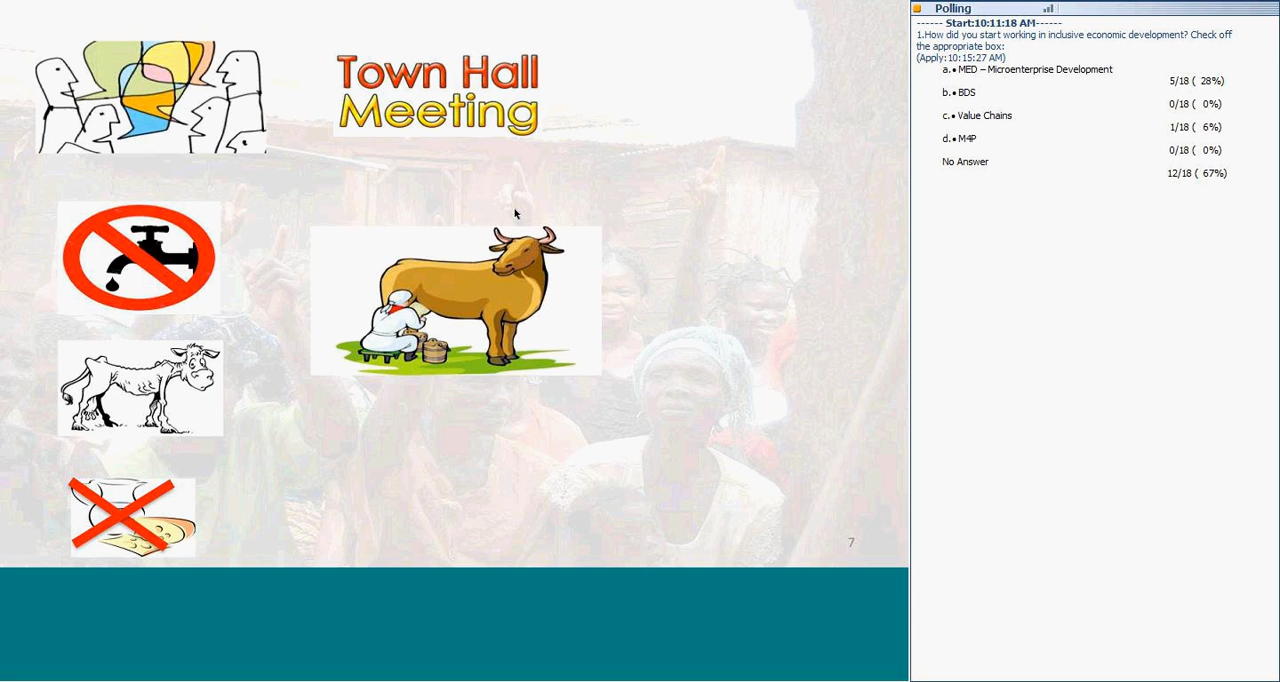 Town Hall
Meeting
7
Polling
------ Start:10:11:18 AM------
1.How did you start working in inclusive economic development? Check off
the appropriate box:
(Apply:10:15:27 AM)
a.• MED – Microenterprise Development
5/18 ( 28%)
b.• BDS
0/18 ( 0%)
c.• Value Chains
1/18 ( 6%)
d.• M4P
0/18 ( 0%)
No Answer
12/18 ( 67%)